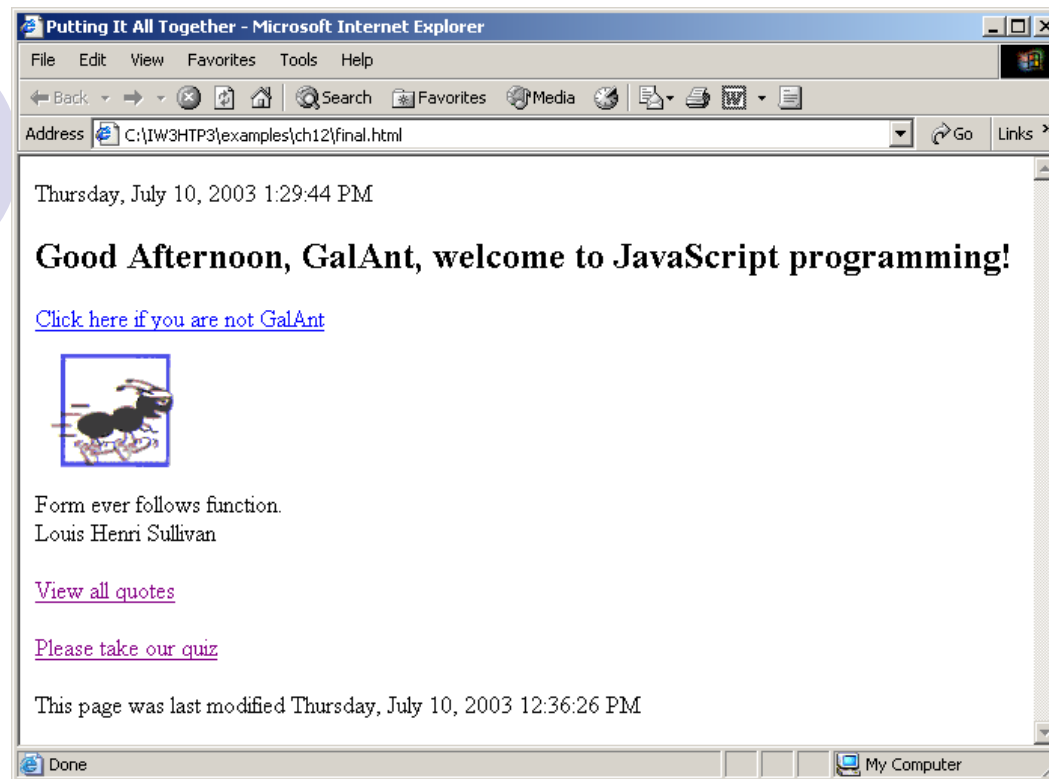 Putting It All Together - Microsoft Internet Explorer
File Edit View Favorites Tools Help
Back Search Favorites Media
Address C:\IW3HTP3\examples\ch12\final.html Go Links
Thursday, July 10, 2003 1:29:44 PM
Good Afternoon, GalAnt, welcome to JavaScript programming!
Click here if you are not GalAnt
Form ever follows function.
Louis Henri Sullivan
View all quotes
Please take our quiz
This page was last modified Thursday, July 10, 2003 12:36:26 PM
Done My Computer